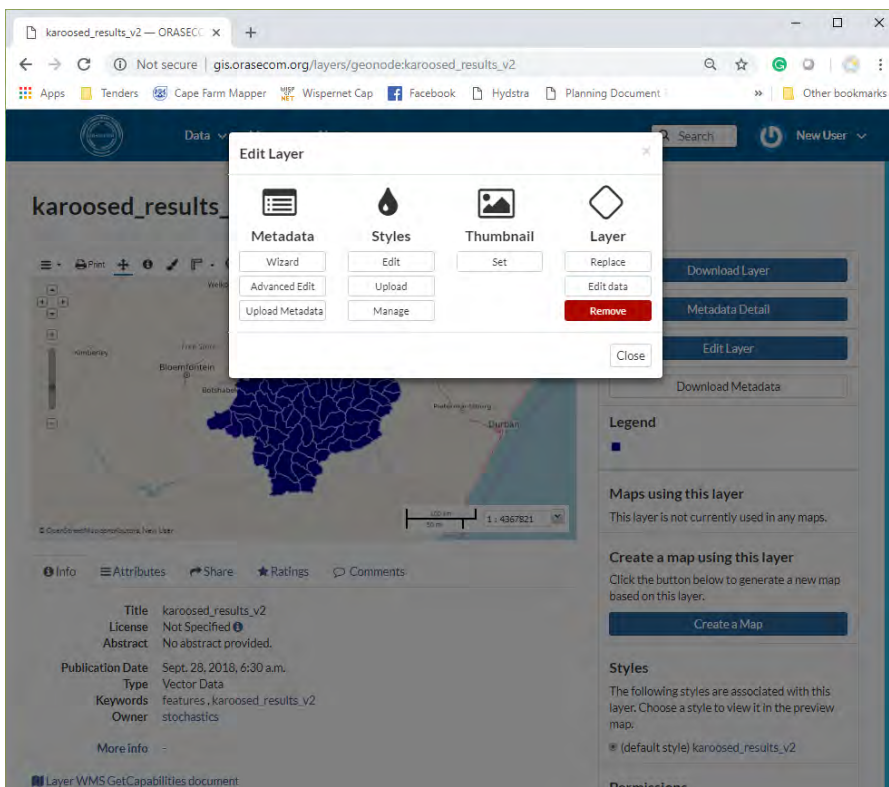 karoosed_results_v2 — ORASECC
Not secure | gis.orasecom.org/layers/geonode:karoosed_results_v2
Apps Tenders Cape Farm Mapper Wispernet Cap Facebook Hydstra Planning Document » Other bookmarks
Data Search New User
Edit Layer ×
karoosed_results_
Metadata Styles Thumbnail Layer
Wizard Edit Set Replace
Advanced Edit Upload Edit data
Upload Metadata Manage Remove
Close
Print
Download Layer
Metadata Detail
Edit Layer
Download Metadata
Kimberley
Free State
Bloemfontein
Durban
100 km
50 m
1 : 4367821
Legend
Maps using this layer
This layer is not currently used in any maps.
Create a map using this layer
Click the button below to generate a new map
based on this layer.
Create a Map
Info Attributes Share Ratings Comments
Title karoosed_results_v2
License Not Specified
Abstract No abstract provided.
Publication Date Sept. 28, 2018, 6:30 a.m.
Type Vector Data
Keywords features , karoosed_results_v2
Owner stochastics
More info -
Layer WMS GetCapabilities document
Styles
The following styles are associated with this
layer. Choose a style to view it in the preview
map.
(default style) karoosed_results_v2
Permissions